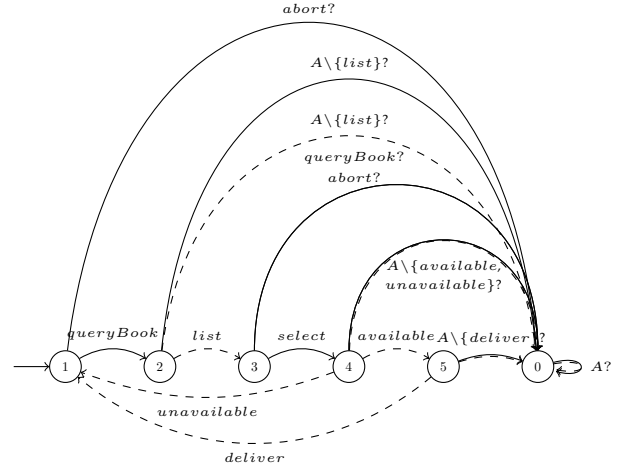 abort?
A\{list}?
A\{list}?
queryBook?
abort?
A\{available,
unavailable}?
queryBook list select available A\{deliver}?
1 2 3 4 5 0 A?
unavailable
deliver